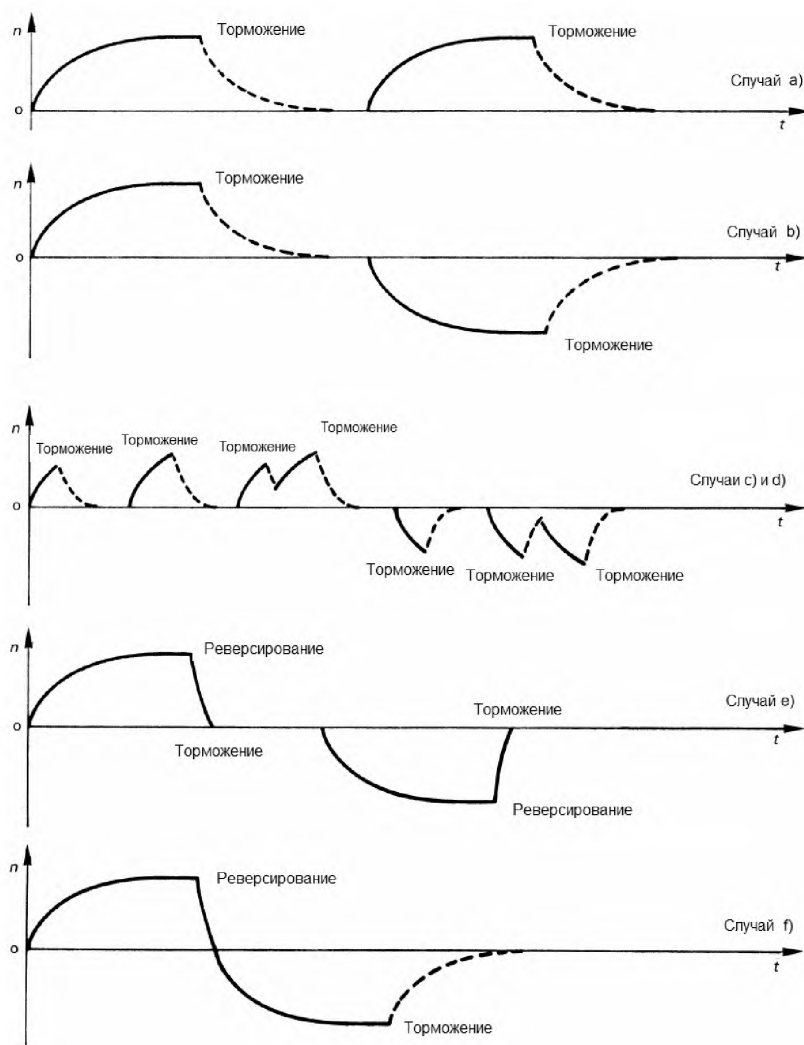 n
Торможение
Торможение
Случай a)
o
t
n
Торможение
Случай b)
o
t
Торможение
n
Торможение
Торможение
Торможение
Торможение
Случаи c) и d)
o
t
Торможение
Торможение
Торможение
n
Реверсирование
Случай e)
Торможение
o
t
Торможение
Реверсирование
n
Реверсирование
Случай f)
o
t
Торможение